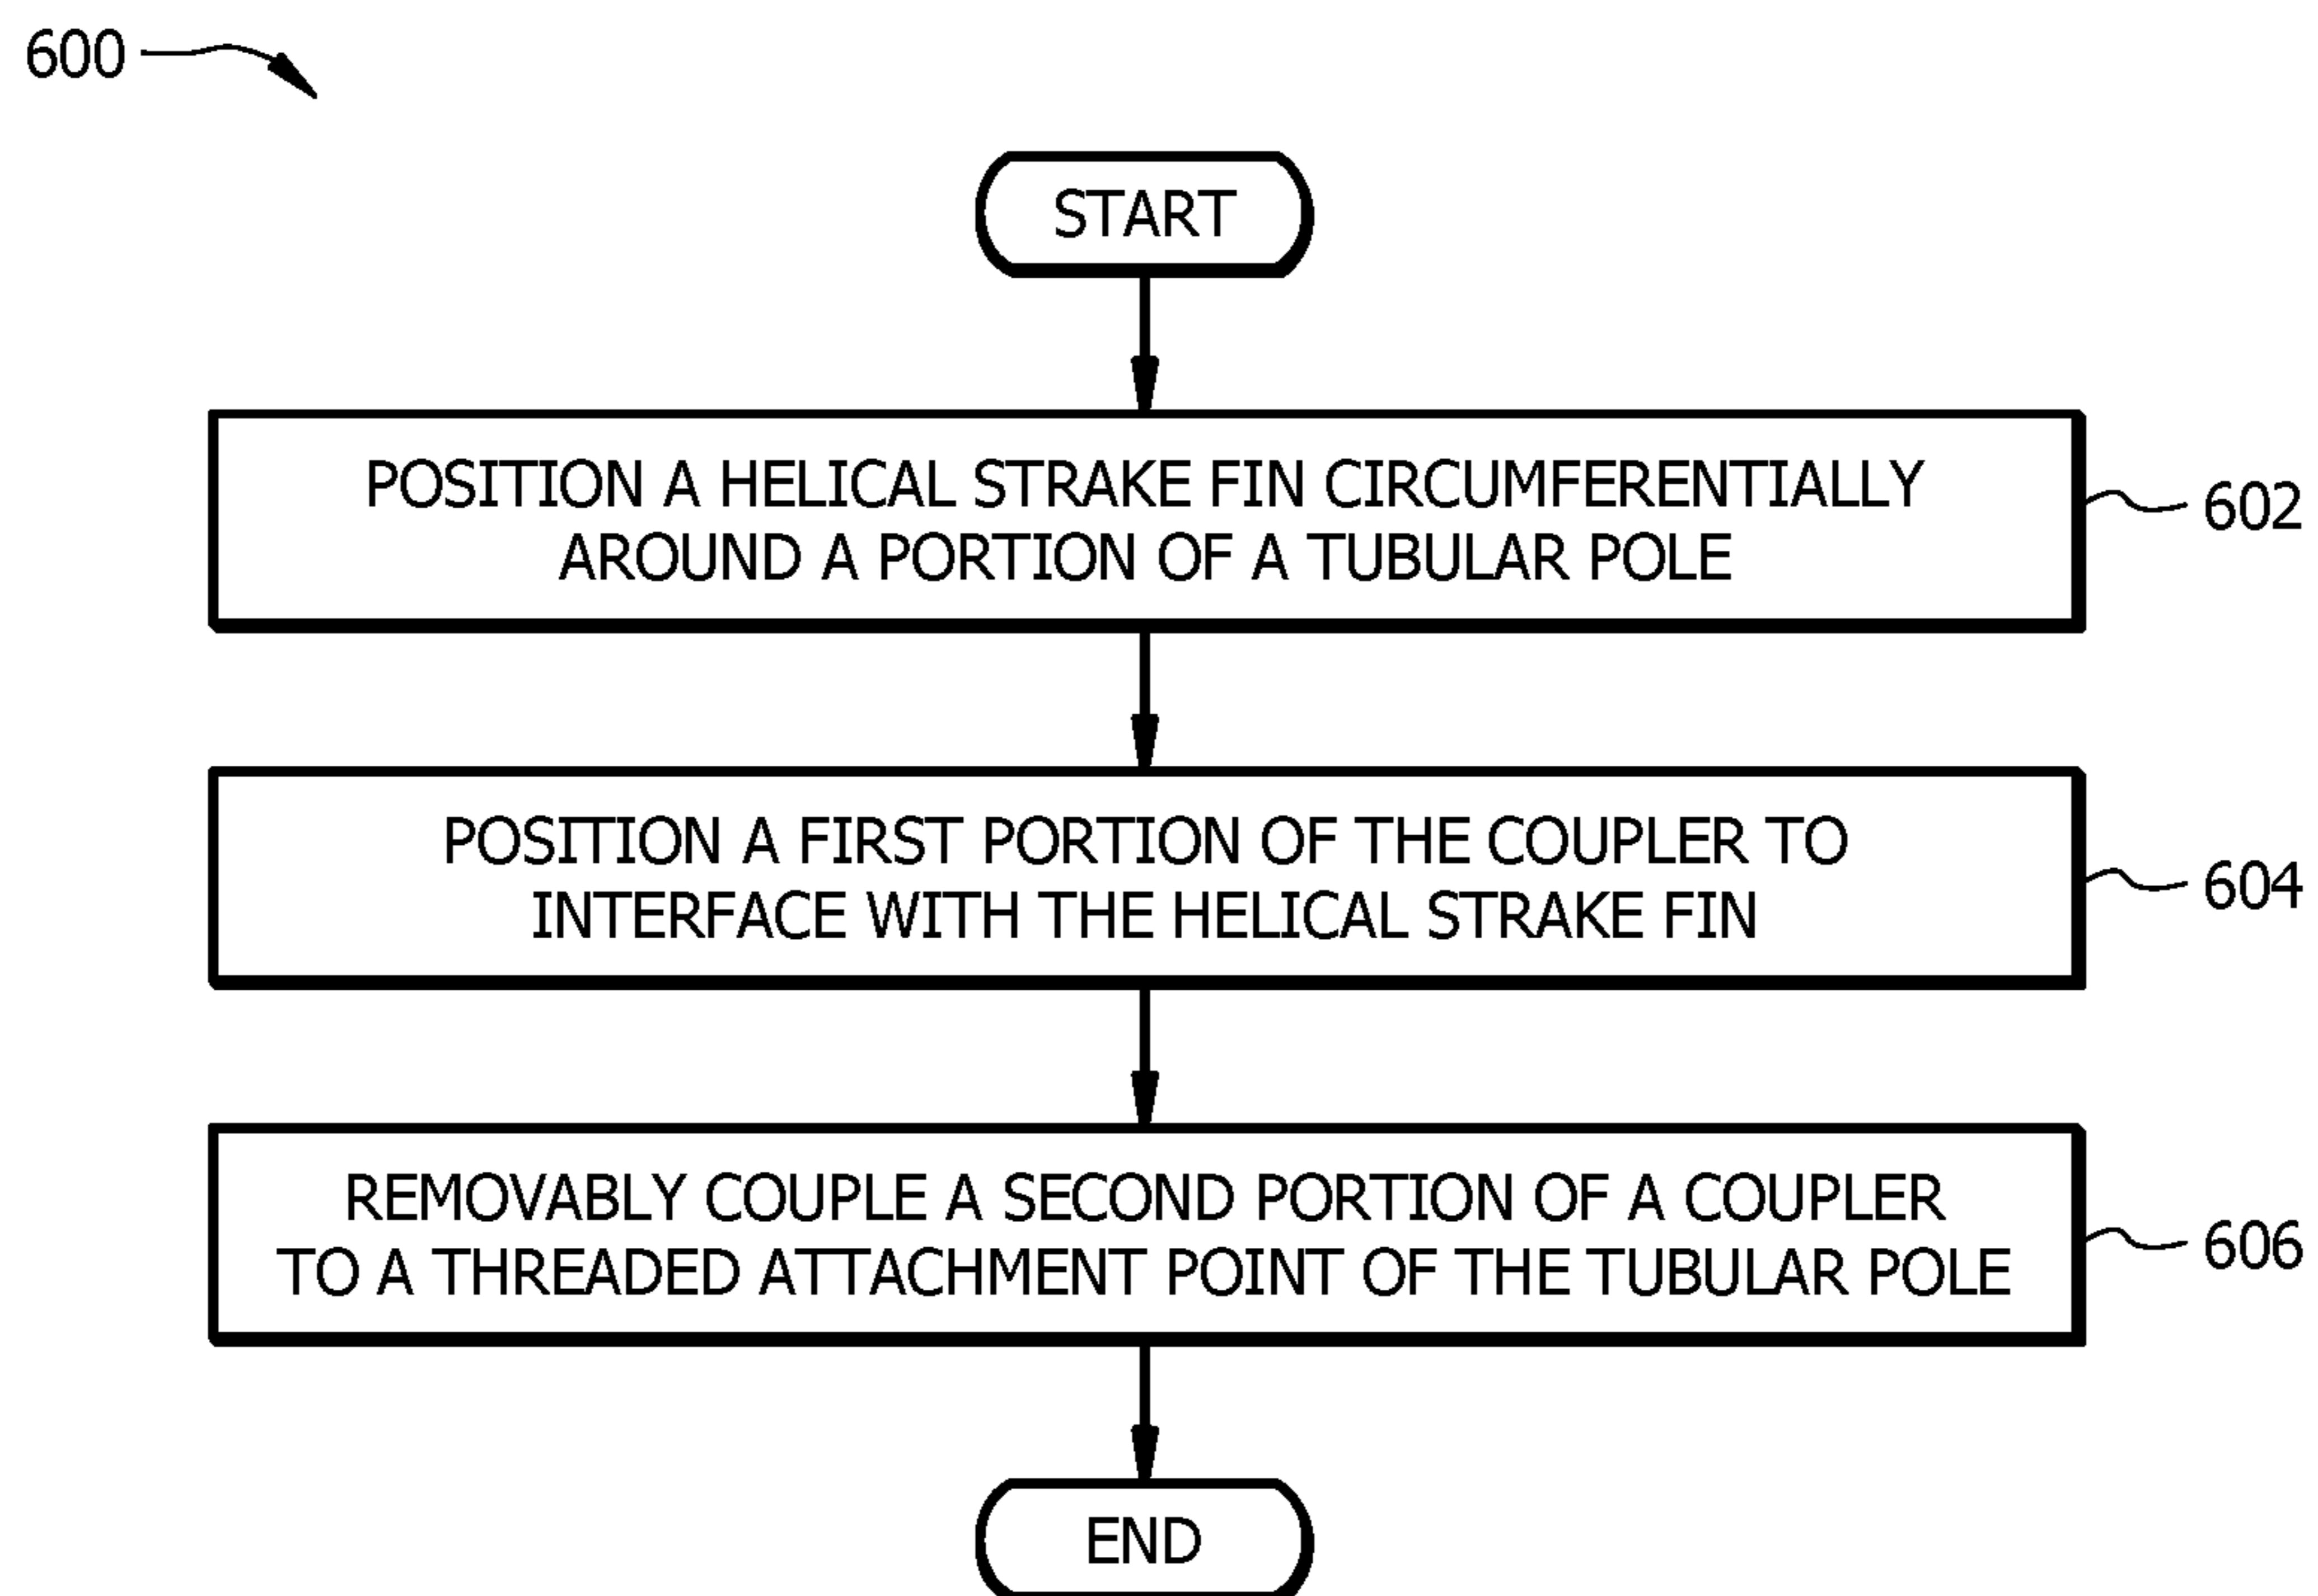 600
START
POSITION A HELICAL STRAKE FIN CIRCUMFERENTIALLY
AROUND A PORTION OF A TUBULAR POLE
602
POSITION A FIRST PORTION OF THE COUPLER TO
INTERFACE WITH THE HELICAL STRAKE FIN
604
REMOVABLY COUPLE A SECOND PORTION OF A COUPLER
TO A THREADED ATTACHMENT POINT OF THE TUBULAR POLE
606
END